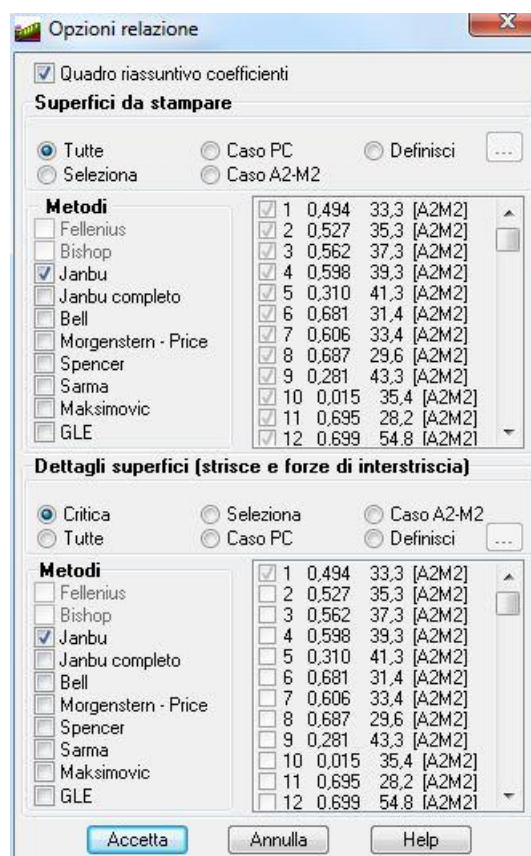 Opzioni relazione
Quadro riassuntivo coefficienti
Superfici da stampare
Tutte Caso PC Definisci ...
Seleziona Caso A2-M2
Metodi
Fellenius
Bishop
Janbu
Janbu completo
Bell
Morgenstern - Price
Spencer
Sarma
Maksimovic
GLE
1 0,494 33,3 [A2M2]
2 0,527 35,3 [A2M2]
3 0,562 37,3 [A2M2]
4 0,598 39,3 [A2M2]
5 0,310 41,3 [A2M2]
6 0,681 31,4 [A2M2]
7 0,606 33,4 [A2M2]
8 0,687 29,6 [A2M2]
9 0,281 43,3 [A2M2]
10 0,015 35,4 [A2M2]
11 0,695 28,2 [A2M2]
12 0,699 54,8 [A2M2]
Dettagli superfici (strisce e forze di interstriscia)
Critica Seleziona Caso A2-M2
Tutte Caso PC Definisci ...
Metodi
Fellenius
Bishop
Janbu
Janbu completo
Bell
Morgenstern - Price
Spencer
Sarma
Maksimovic
GLE
1 0,494 33,3 [A2M2]
2 0,527 35,3 [A2M2]
3 0,562 37,3 [A2M2]
4 0,598 39,3 [A2M2]
5 0,310 41,3 [A2M2]
6 0,681 31,4 [A2M2]
7 0,606 33,4 [A2M2]
8 0,687 29,6 [A2M2]
9 0,281 43,3 [A2M2]
10 0,015 35,4 [A2M2]
11 0,695 28,2 [A2M2]
12 0,699 54,8 [A2M2]
Accetta Annulla Help